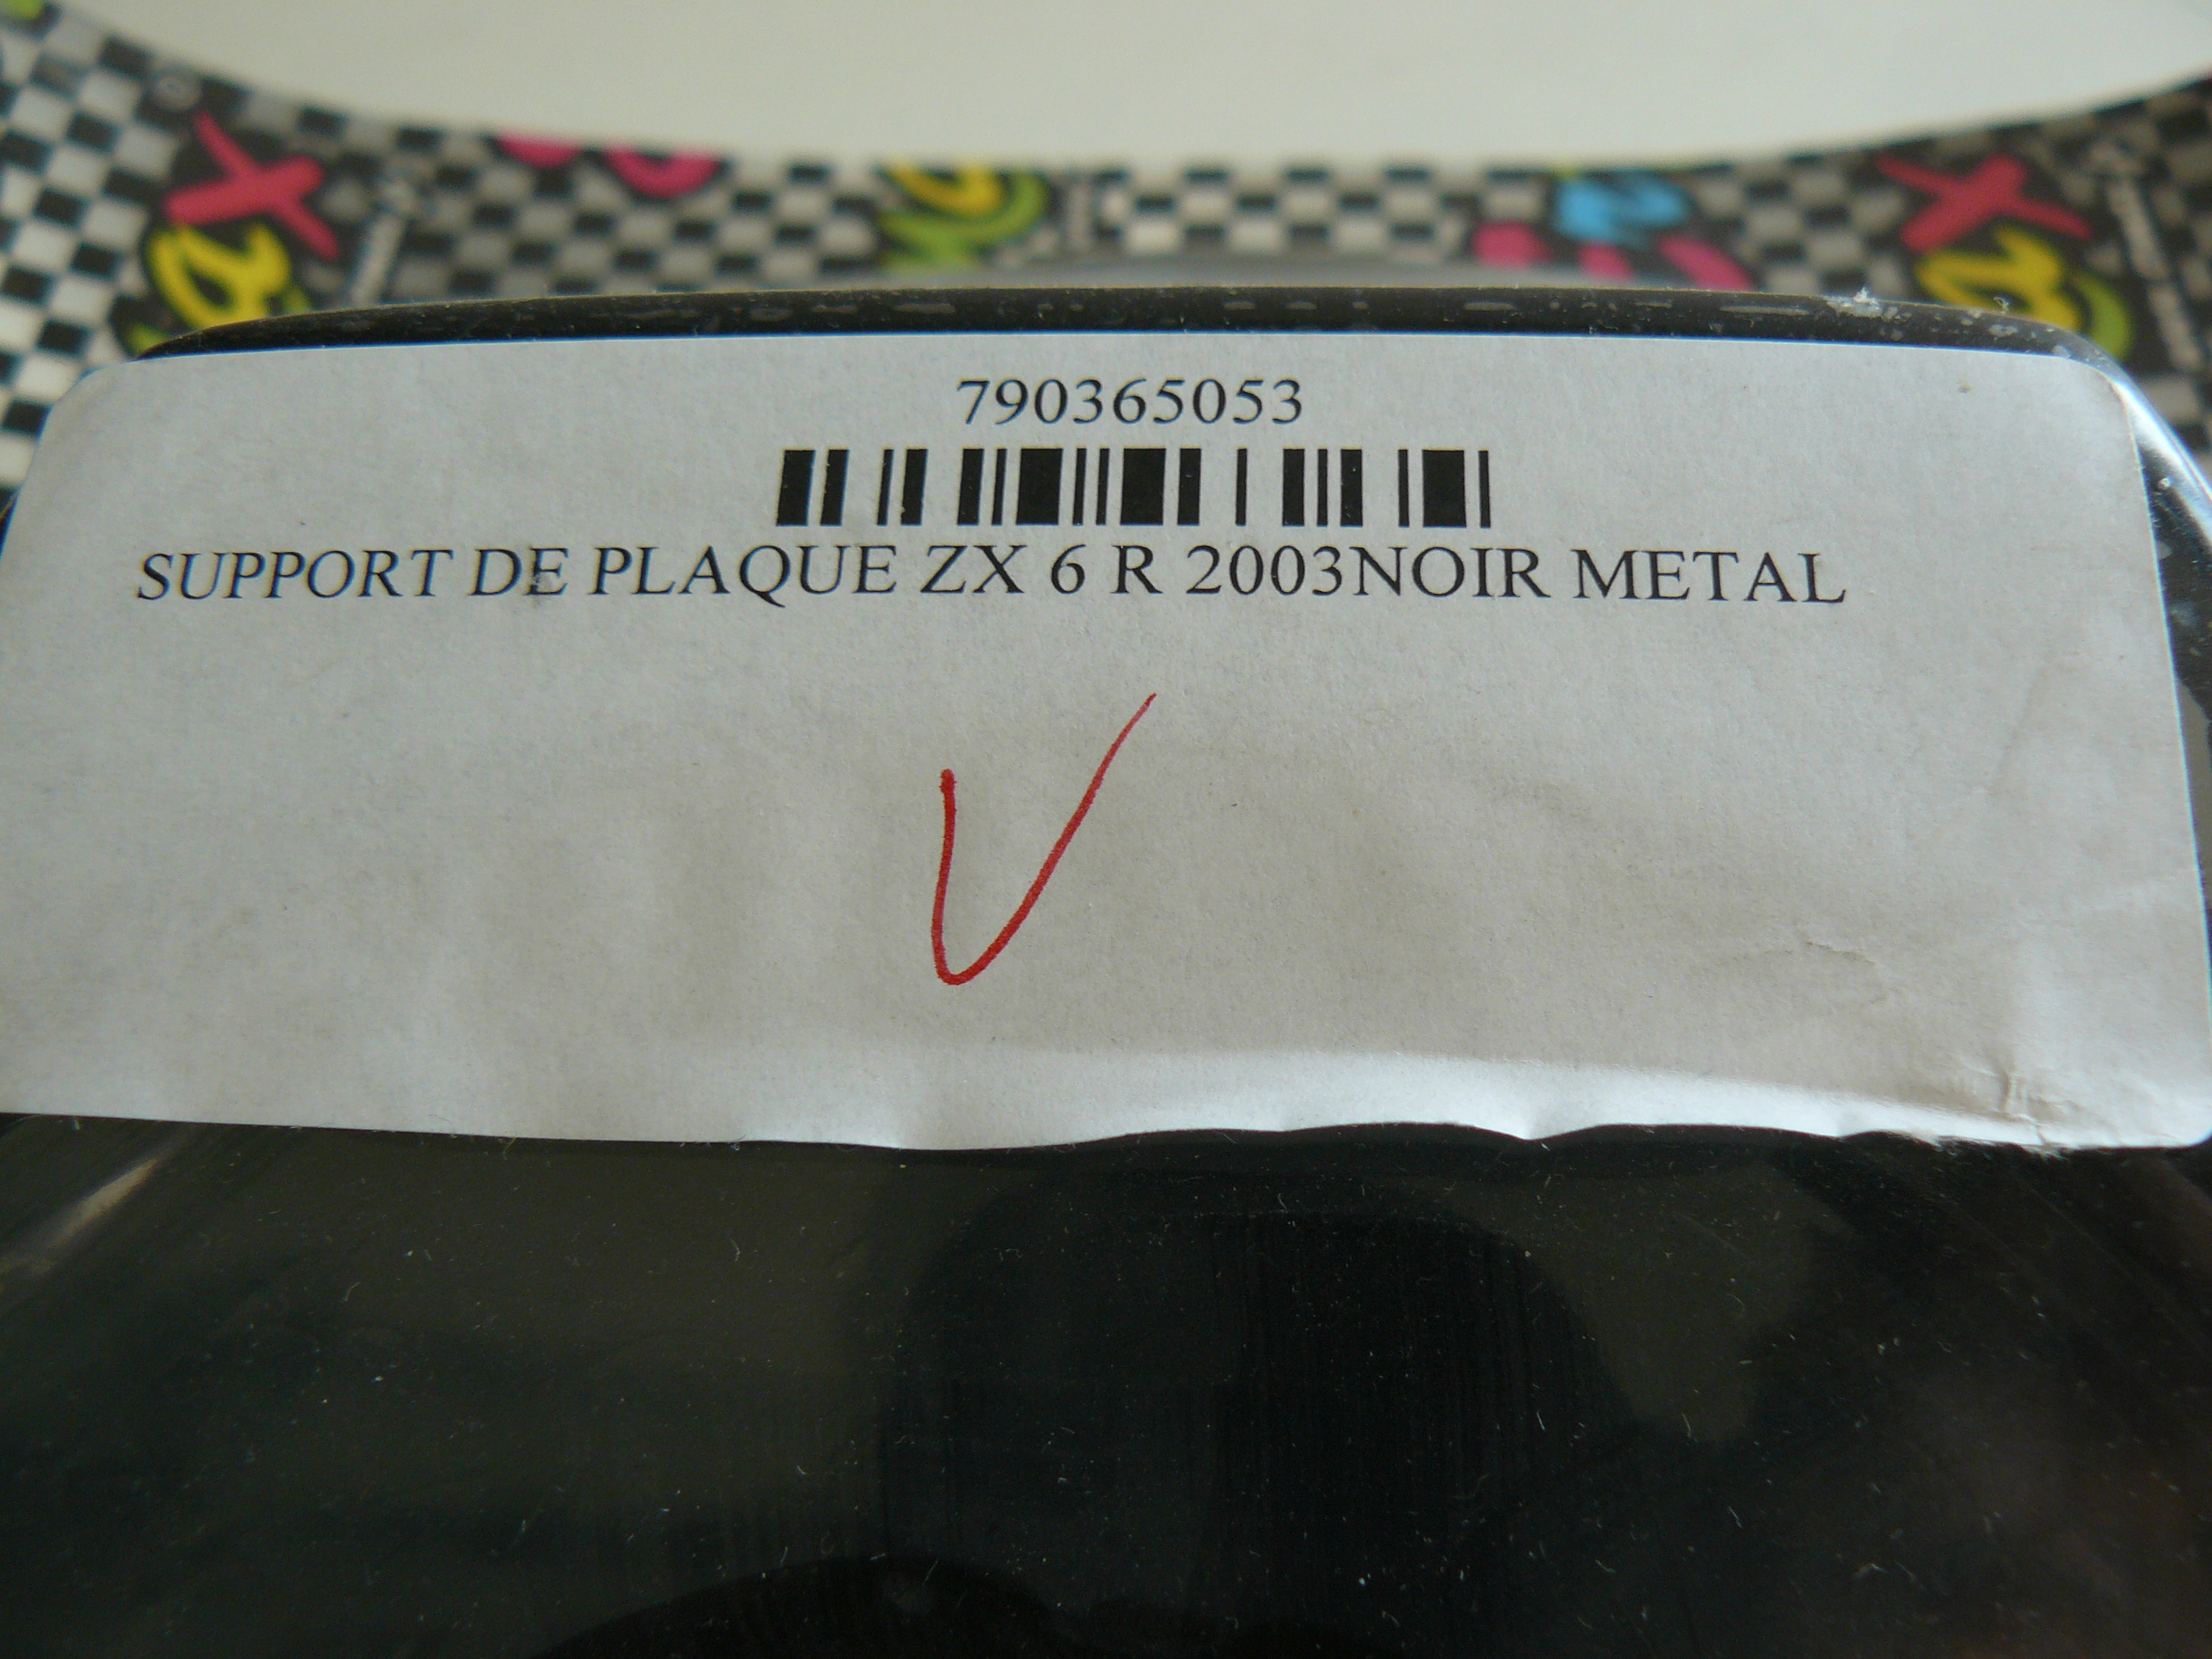 790365053
SUPPORT DE PLAQUE ZX 6 R 2003NOIR METAL